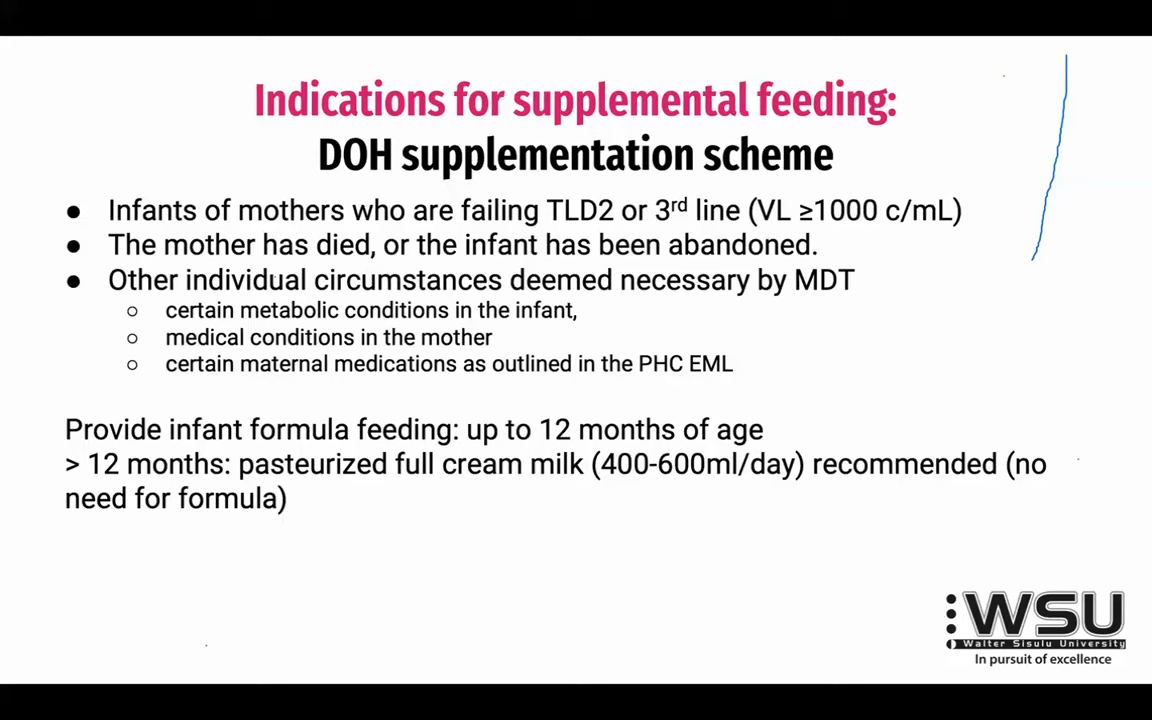 Indications for supplemental feeding:
DOH supplementation scheme
● Infants of mothers who are failing TLD2 or 3rd line (VL ≥1000 c/mL)
● The mother has died, or the infant has been abandoned.
● Other individual circumstances deemed necessary by MDT
○ certain metabolic conditions in the infant,
○ medical conditions in the mother
○ certain maternal medications as outlined in the PHC EML
Provide infant formula feeding: up to 12 months of age
> 12 months: pasteurized full cream milk (400-600ml/day) recommended (no
need for formula)
WSU
Walter Sisulu University
In pursuit of excellence